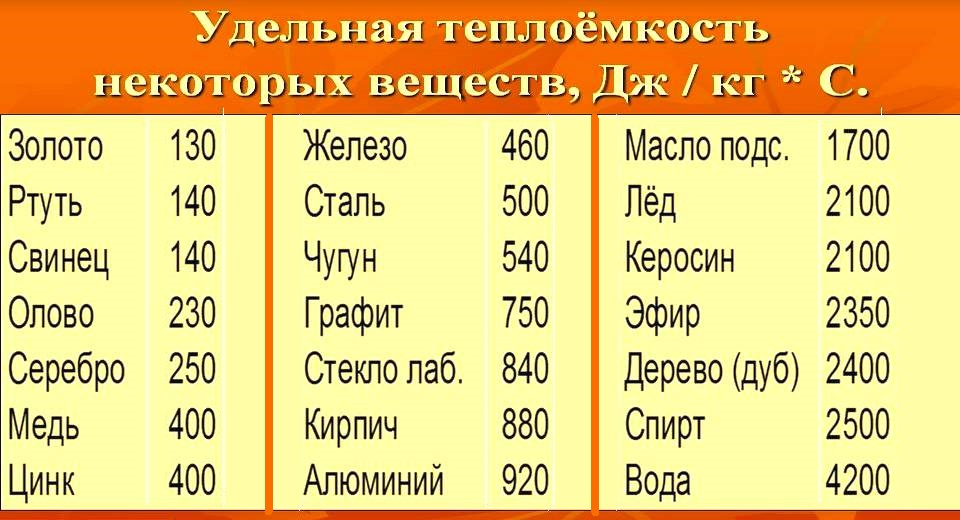 Удельная теплоёмкость
некоторых веществ, Дж / кг * С.
Золото 130 Железо 460 Масло подс. 1700
Ртуть 140 Сталь 500 Лёд 2100
Свинец 140 Чугун 540 Керосин 2100
Олово 230 Графит 750 Эфир 2350
Серебро 250 Стекло лаб. 840 Дерево (дуб) 2400
Медь 400 Кирпич 880 Спирт 2500
Цинк 400 Алюминий 920 Вода 4200